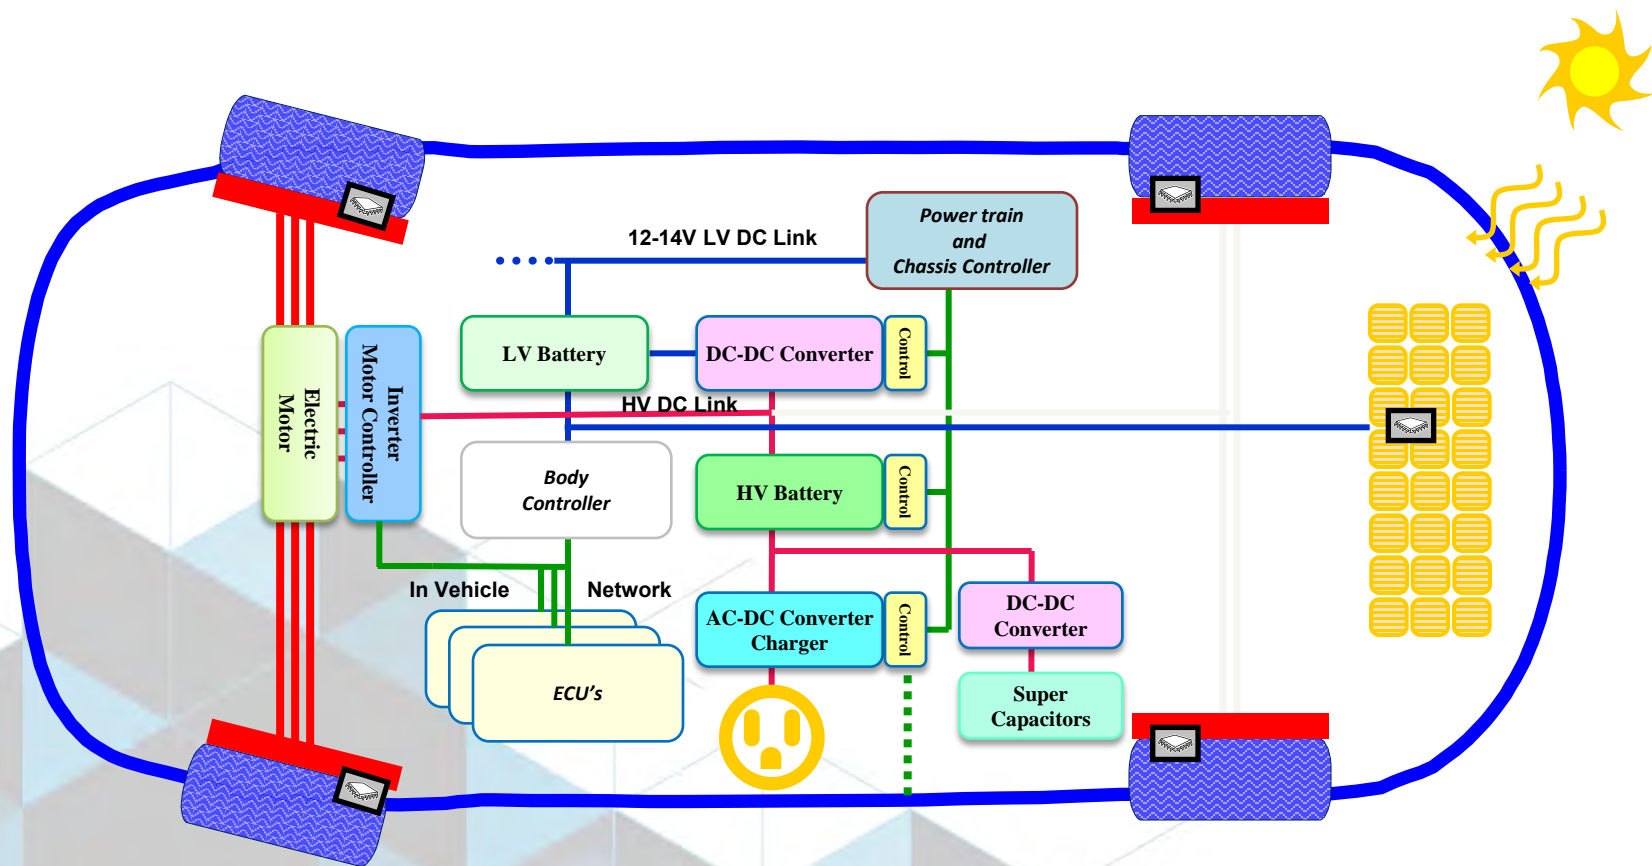 Power train
and
Chassis Controller
12-14V LV DC Link
LV Battery
DC-DC Converter
Control
Electric
Motor
Inverter
Motor Controller
HV DC Link
Body
Controller
HV Battery
Control
In Vehicle
Network
AC-DC Converter
Charger
Control
DC-DC
Converter
ECU's
Super
Capacitors